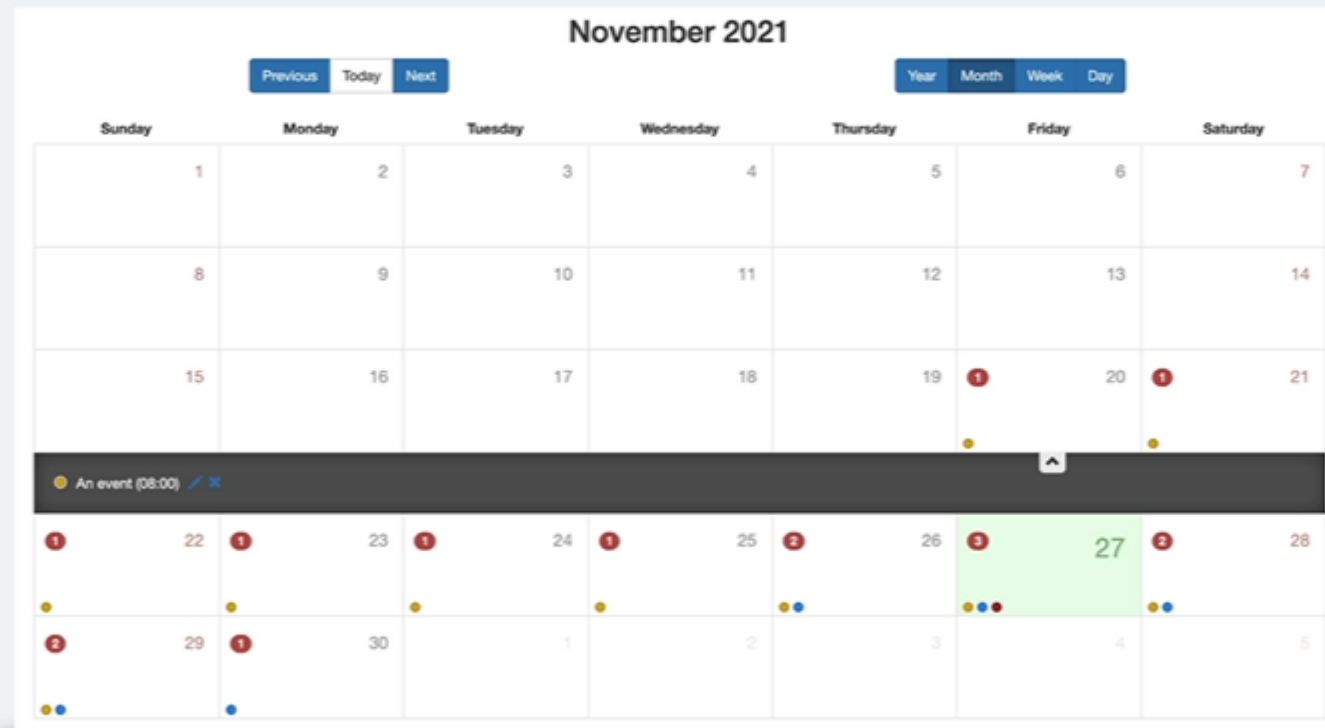 November 2021
Previous Today Next Year Month Week Day
Sunday Monday Tuesday Wednesday Thursday Friday Saturday
1 2 3 4 5 6 7
8 9 10 11 12 13 14
15 16 17 18 19 1 20 1 21
An event (08:00)
1 22 1 23 1 24 1 25 2 26 3 27 2 28
2 29 1 30 1 2 3 4 5